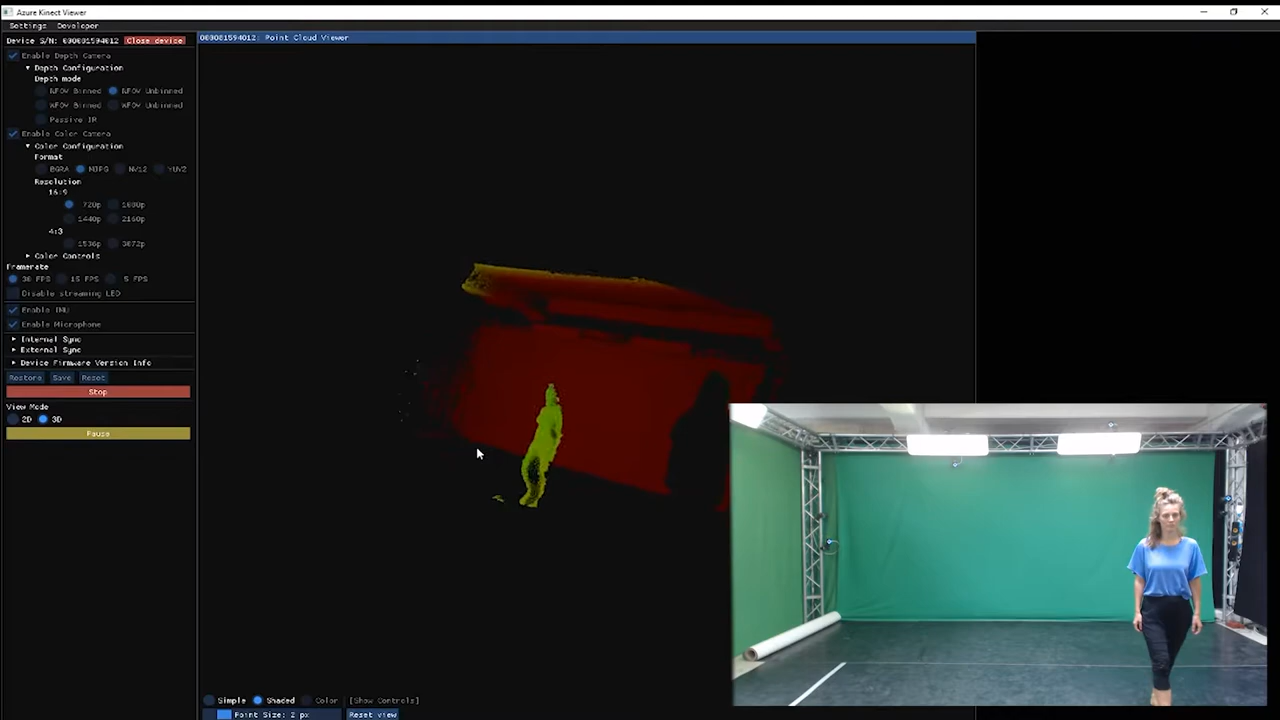 Azure Kinect Viewer
Settings Developer
Device S/N: 000081594012 Close device
000081594012: Point Cloud Viewer
Enable Depth Camera
Depth Configuration
Depth mode
NFOV Binned NFOV Unbinned
WFOV Binned WFOV Unbinned
Passive IR
Enable Color Camera
Color Configuration
Format
BGRA MJPG NV12 YUY2
Resolution
16:9
720p 1080p
1440p 2160p
4:3
1536p 3072p
Color Controls
Framerate
30 FPS 15 FPS 5 FPS
Disable streaming LED
Enable IMU
Enable Microphone
Internal Sync
External Sync
Device Firmware Version Info
Restore Save Reset
Stop
View Mode
2D 3D
Pause
Simple Shaded Color [Show Controls]
Point Size: 2 px Reset view